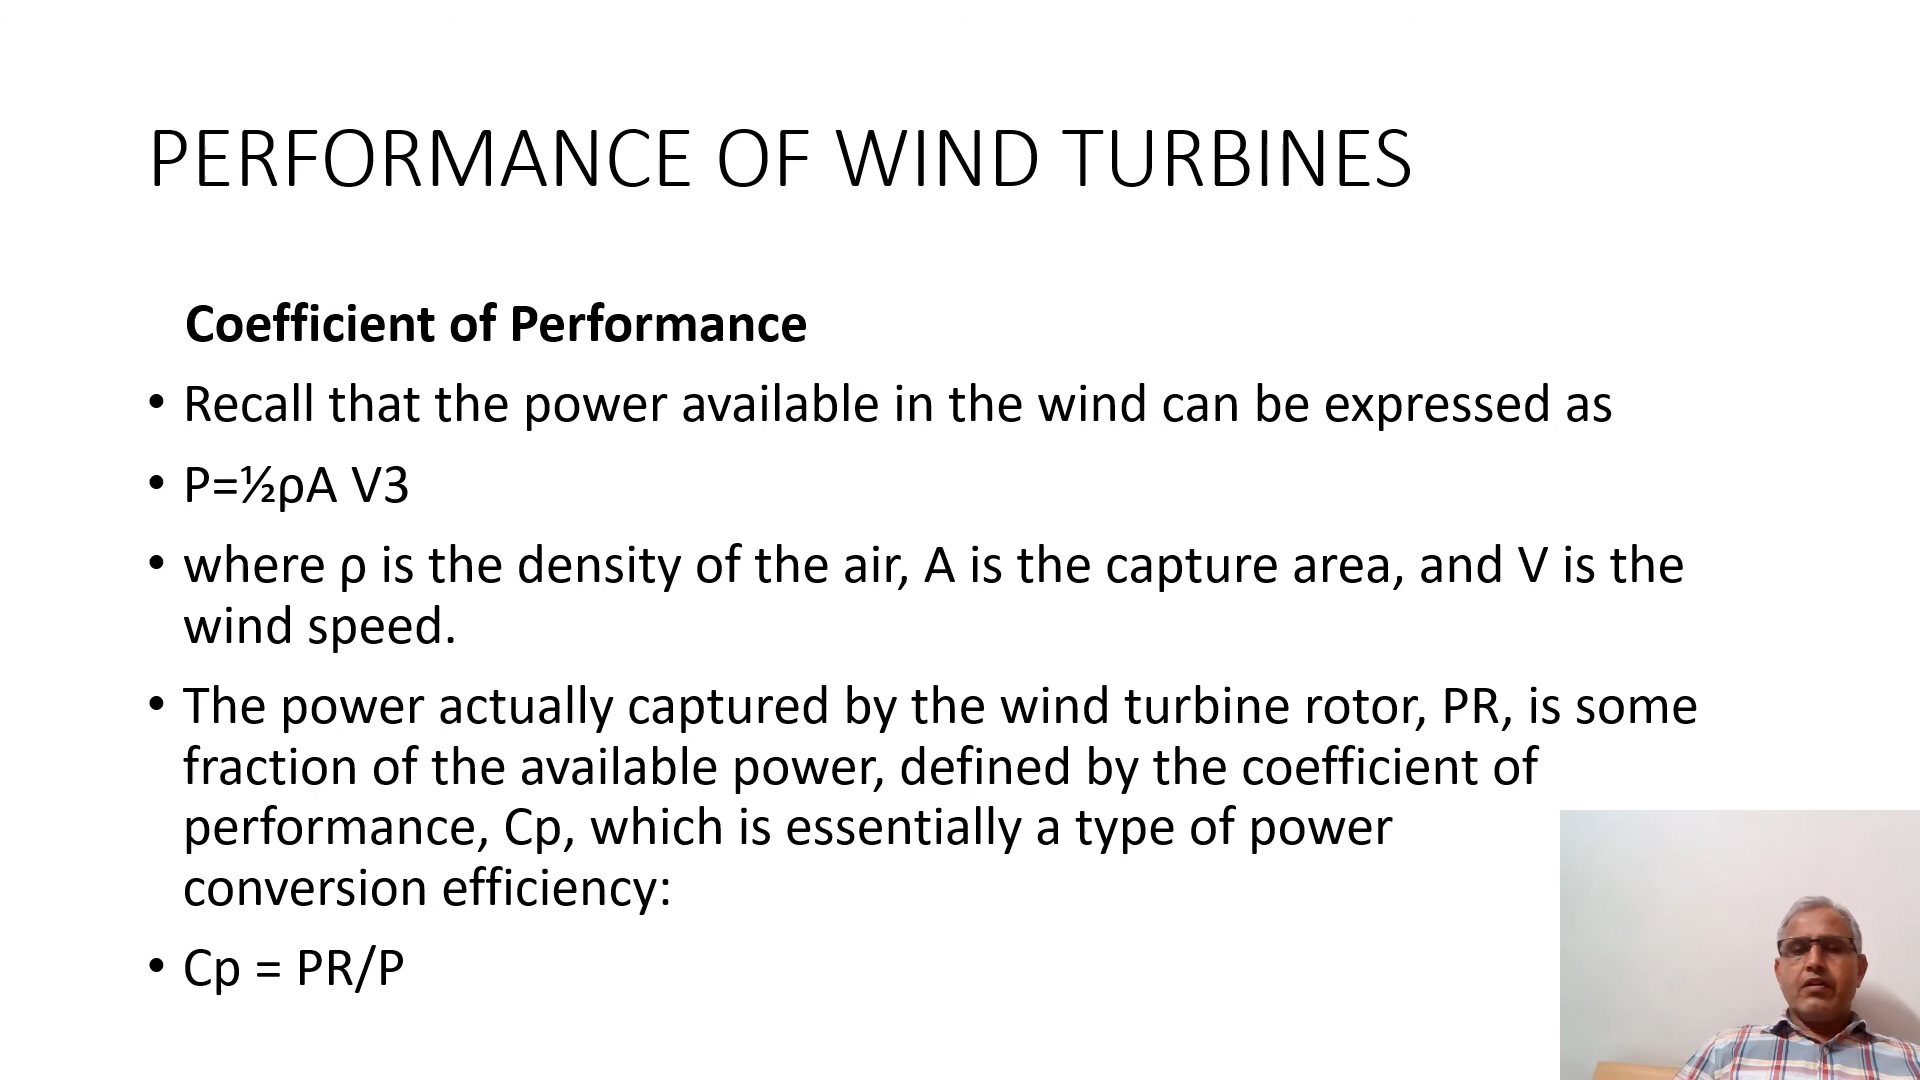 PERFORMANCE OF WIND TURBINES
Coefficient of Performance
• Recall that the power available in the wind can be expressed as
• P=½ρA V3
• where ρ is the density of the air, A is the capture area, and V is the
wind speed.
• The power actually captured by the wind turbine rotor, PR, is some
fraction of the available power, defined by the coefficient of
performance, Cp, which is essentially a type of power
conversion efficiency:
• Cp = PR/P